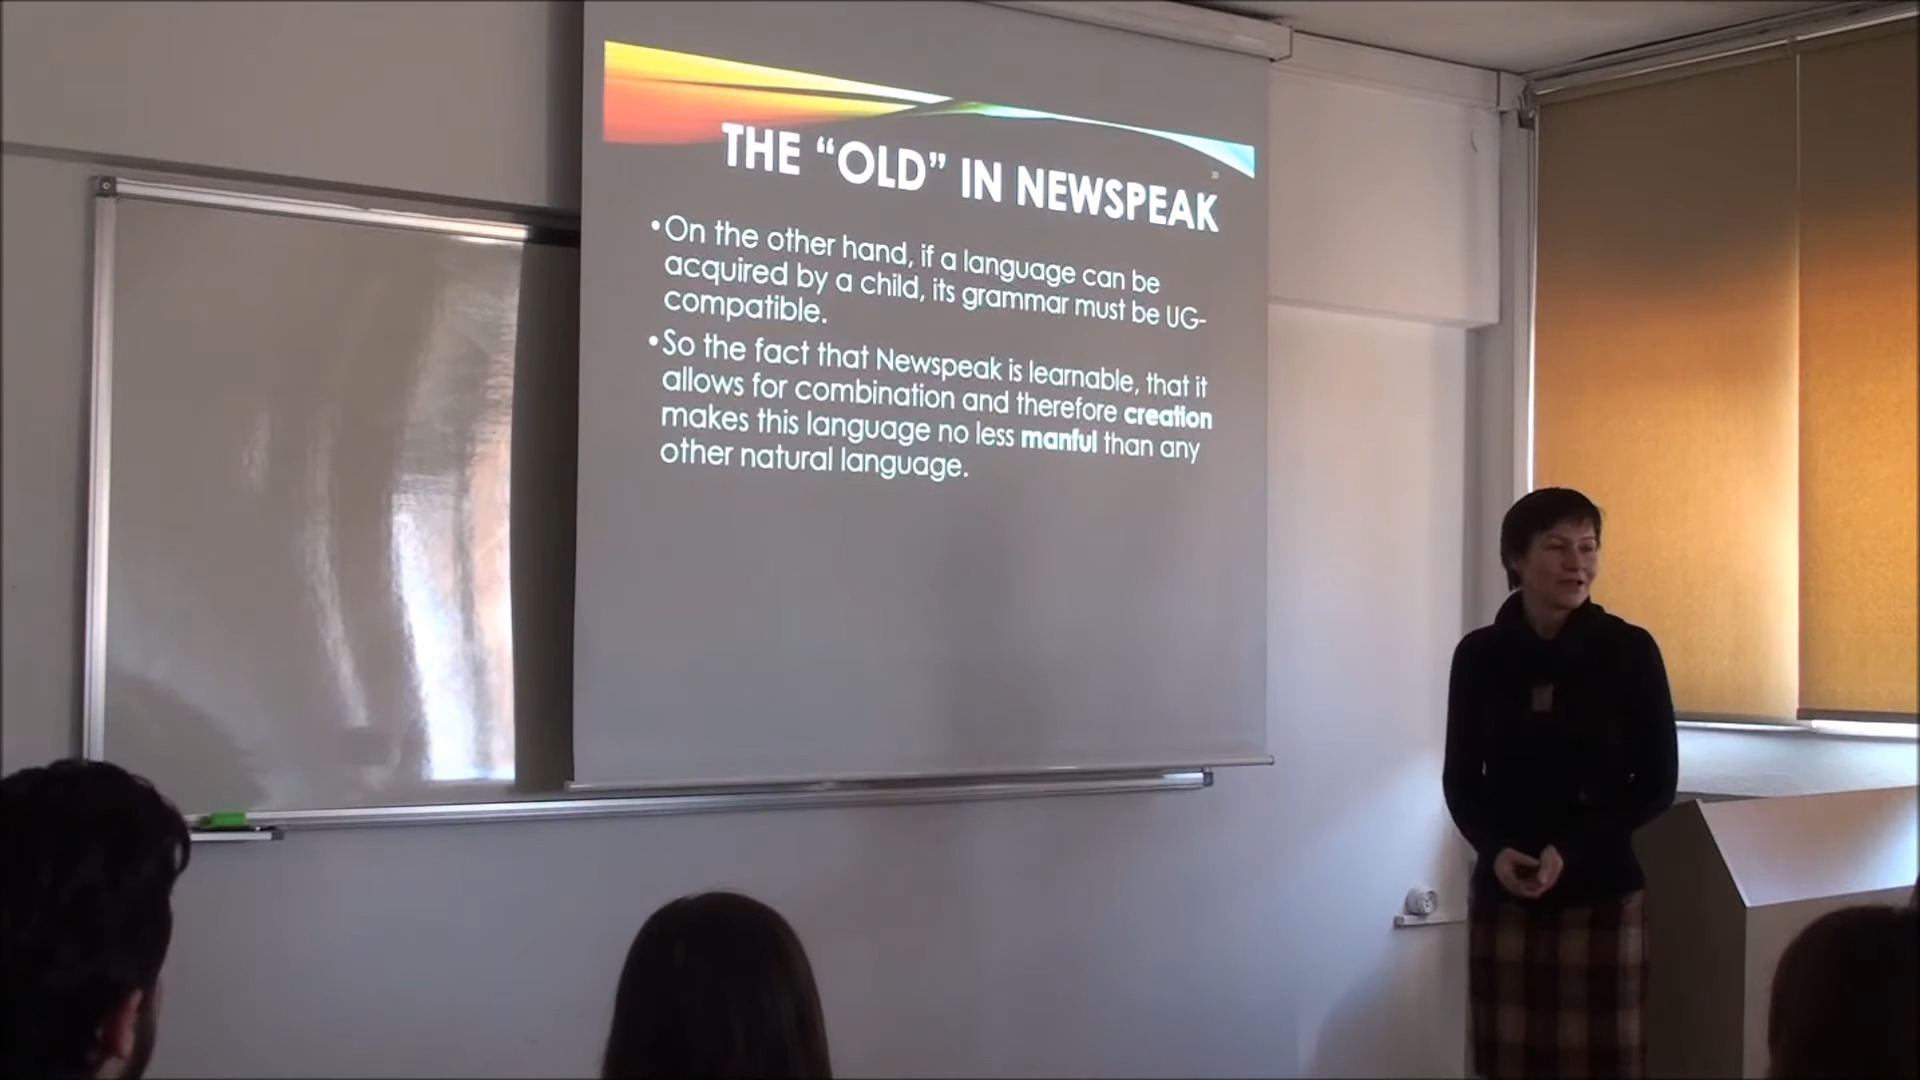 THE “OLD” IN NEWSPEAK
•On the other hand, if a language can be
acquired by a child, its grammar must be UG-
compatible.
•So the fact that Newspeak is learnable, that it
allows for combination and therefore creation
makes this language no less manful than any
other natural language.